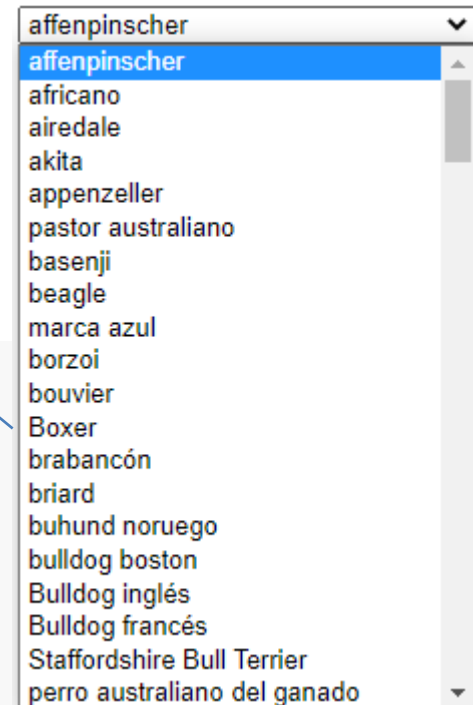 affenpinscher
affenpinscher
africano
airedale
akita
appenzeller
pastor australiano
basenji
beagle
marca azul
borzoi
bouvier
Boxer
brabancón
briard
buhund noruego
bulldog boston
Bulldog inglés
Bulldog francés
Staffordshire Bull Terrier
perro australiano del ganado